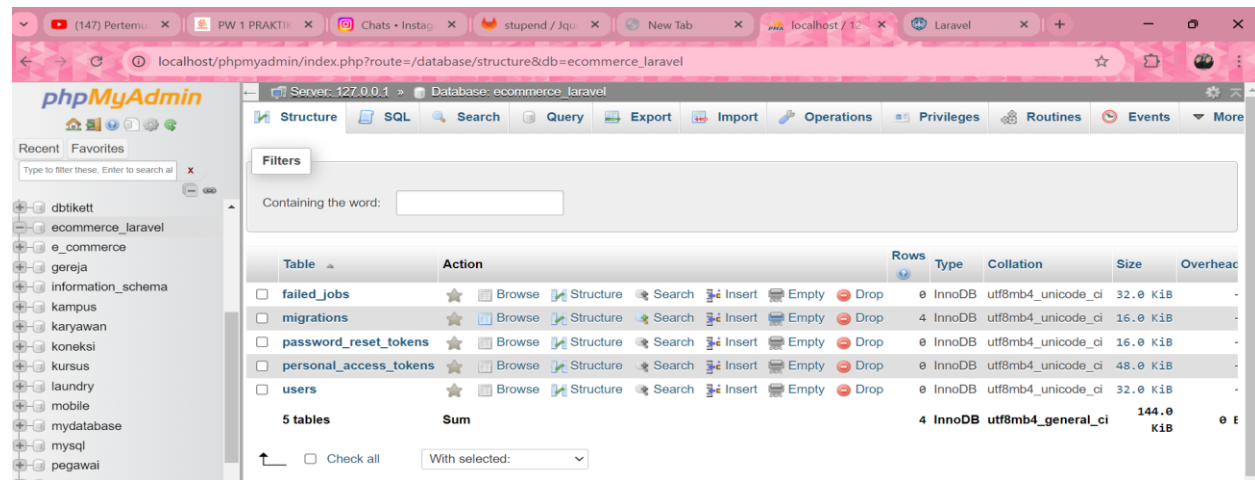 (147) Pertemu
PW 1 PRAKTIK
Chats • Instag
stupend / Jqu
New Tab
localhost / 12
Laravel
localhost/phpmyadmin/index.php?route=/database/structure&db=ecommerce_laravel
phpMyAdmin
Recent Favorites
Type to filter these, Enter to search al X
dbtikett
ecommerce_laravel
e_commerce
gereja
information_schema
kampus
karyawan
koneksi
kursus
laundry
mobile
mydatabase
mysql
pegawai
Server: 127.0.0.1 » Database: ecommerce_laravel
Structure SQL Search Query Export Import Operations Privileges Routines Events More
Filters
Containing the word:
Table Action Rows Type Collation Size Overhead
failed_jobs Browse Structure Search Insert Empty Drop 0 InnoDB utf8mb4_unicode_ci 32.0 KiB -
migrations Browse Structure Search Insert Empty Drop 4 InnoDB utf8mb4_unicode_ci 16.0 KiB -
password_reset_tokens Browse Structure Search Insert Empty Drop 0 InnoDB utf8mb4_unicode_ci 16.0 KiB -
personal_access_tokens Browse Structure Search Insert Empty Drop 0 InnoDB utf8mb4_unicode_ci 48.0 KiB -
users Browse Structure Search Insert Empty Drop 0 InnoDB utf8mb4_unicode_ci 32.0 KiB -
5 tables Sum 4 InnoDB utf8mb4_general_ci 144.0 KiB 0 B
Check all With selected: